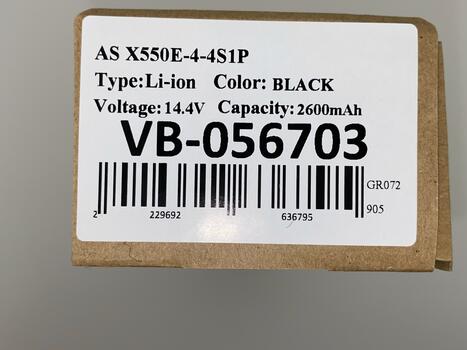 AS X550E-4-4S1P
Type:Li-ion Color: BLACK
Voltage:14.4V Capacity:2600mAh
VB-056703
2 229692 636795
GR072
905